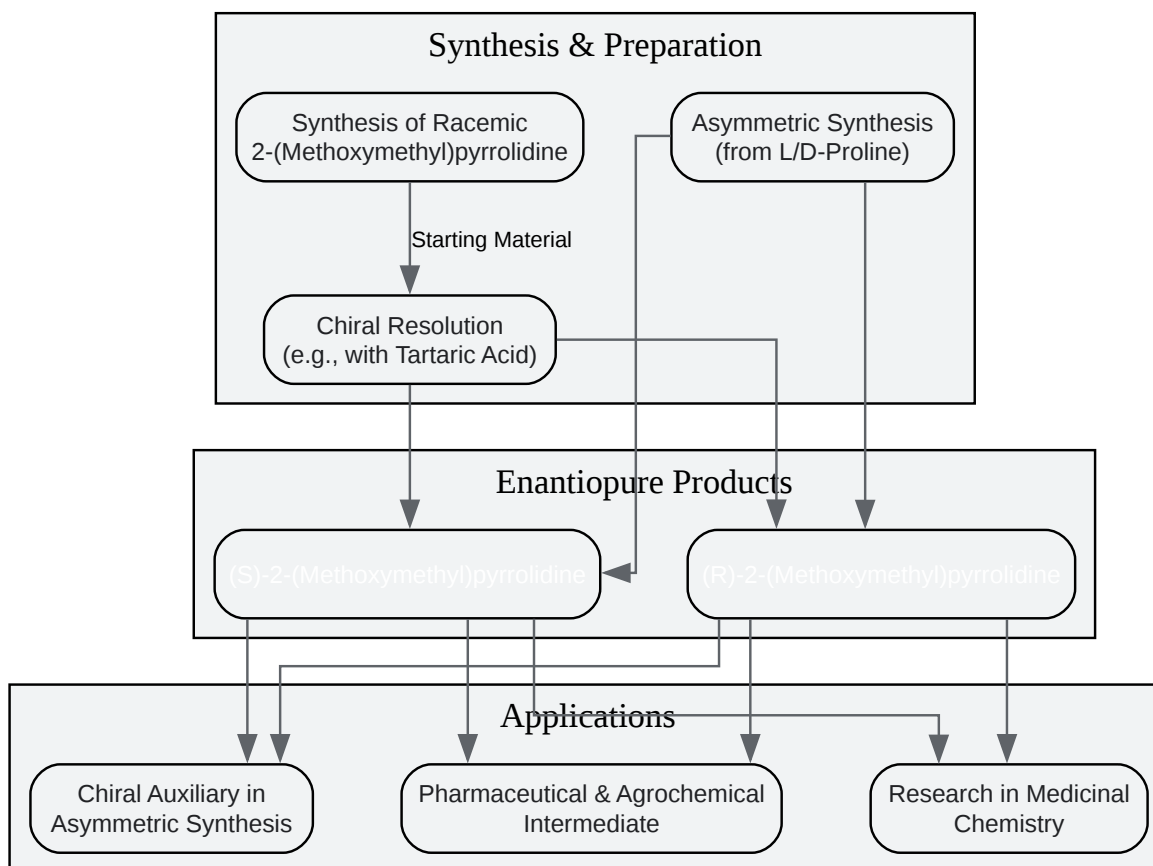 Synthesis & Preparation
Synthesis of Racemic
2-(Methoxymethyl)pyrrolidine
Asymmetric Synthesis
(from L/D-Proline)
Starting Material
Chiral Resolution
(e.g., with Tartaric Acid)
Enantiopure Products
(S)-2-(Methoxymethyl)pyrrolidine
(R)-2-(Methoxymethyl)pyrrolidine
Applications
Chiral Auxiliary in
Asymmetric Synthesis
Pharmaceutical & Agrochemical
Intermediate
Research in Medicinal
Chemistry